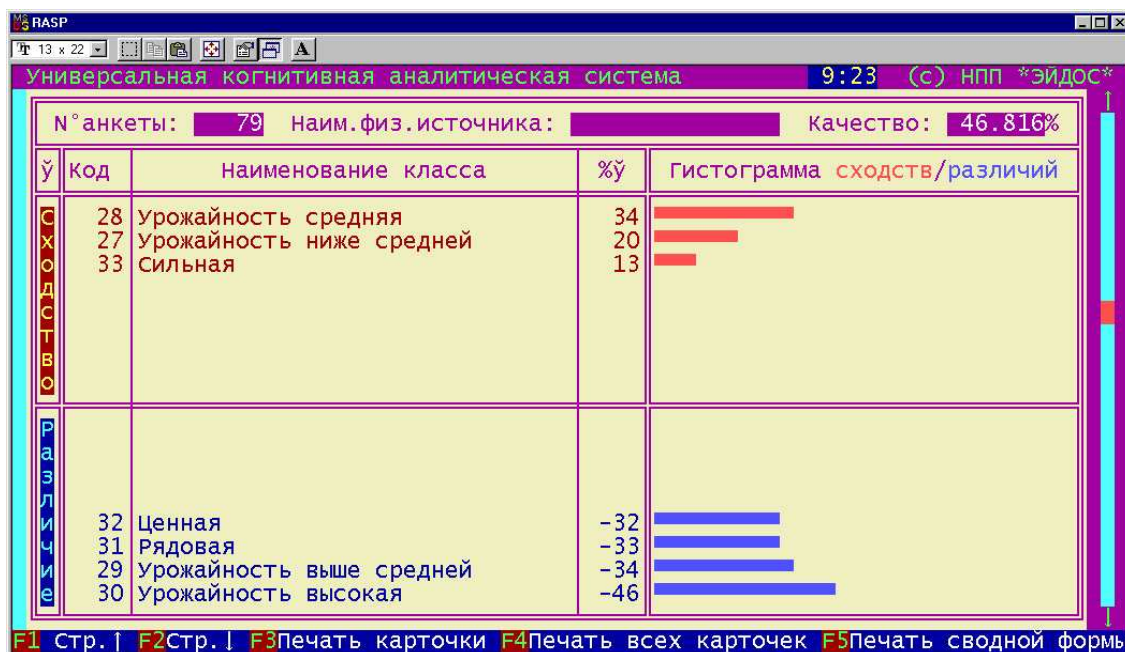 MS RASP
Tr 13 x 22 A
Универсальная когнитивная аналитическая система 9:23 (c) НПП *ЭЙДОС*
N°анкеты: 79 Наим.физ.источника: Качество: 46.816%
ў Код Наименование класса %ў Гистограмма сходств/различий
Сходство
28 Урожайность средняя 34
27 Урожайность ниже средней 20
33 Сильная 13
Различие
32 Ценная -32
31 Рядовая -33
29 Урожайность выше средней -34
30 Урожайность высокая -46
F1 Стр.↑ F2Стр.↓ F3Печать карточки F4Печать всех карточек F5Печать сводной формы